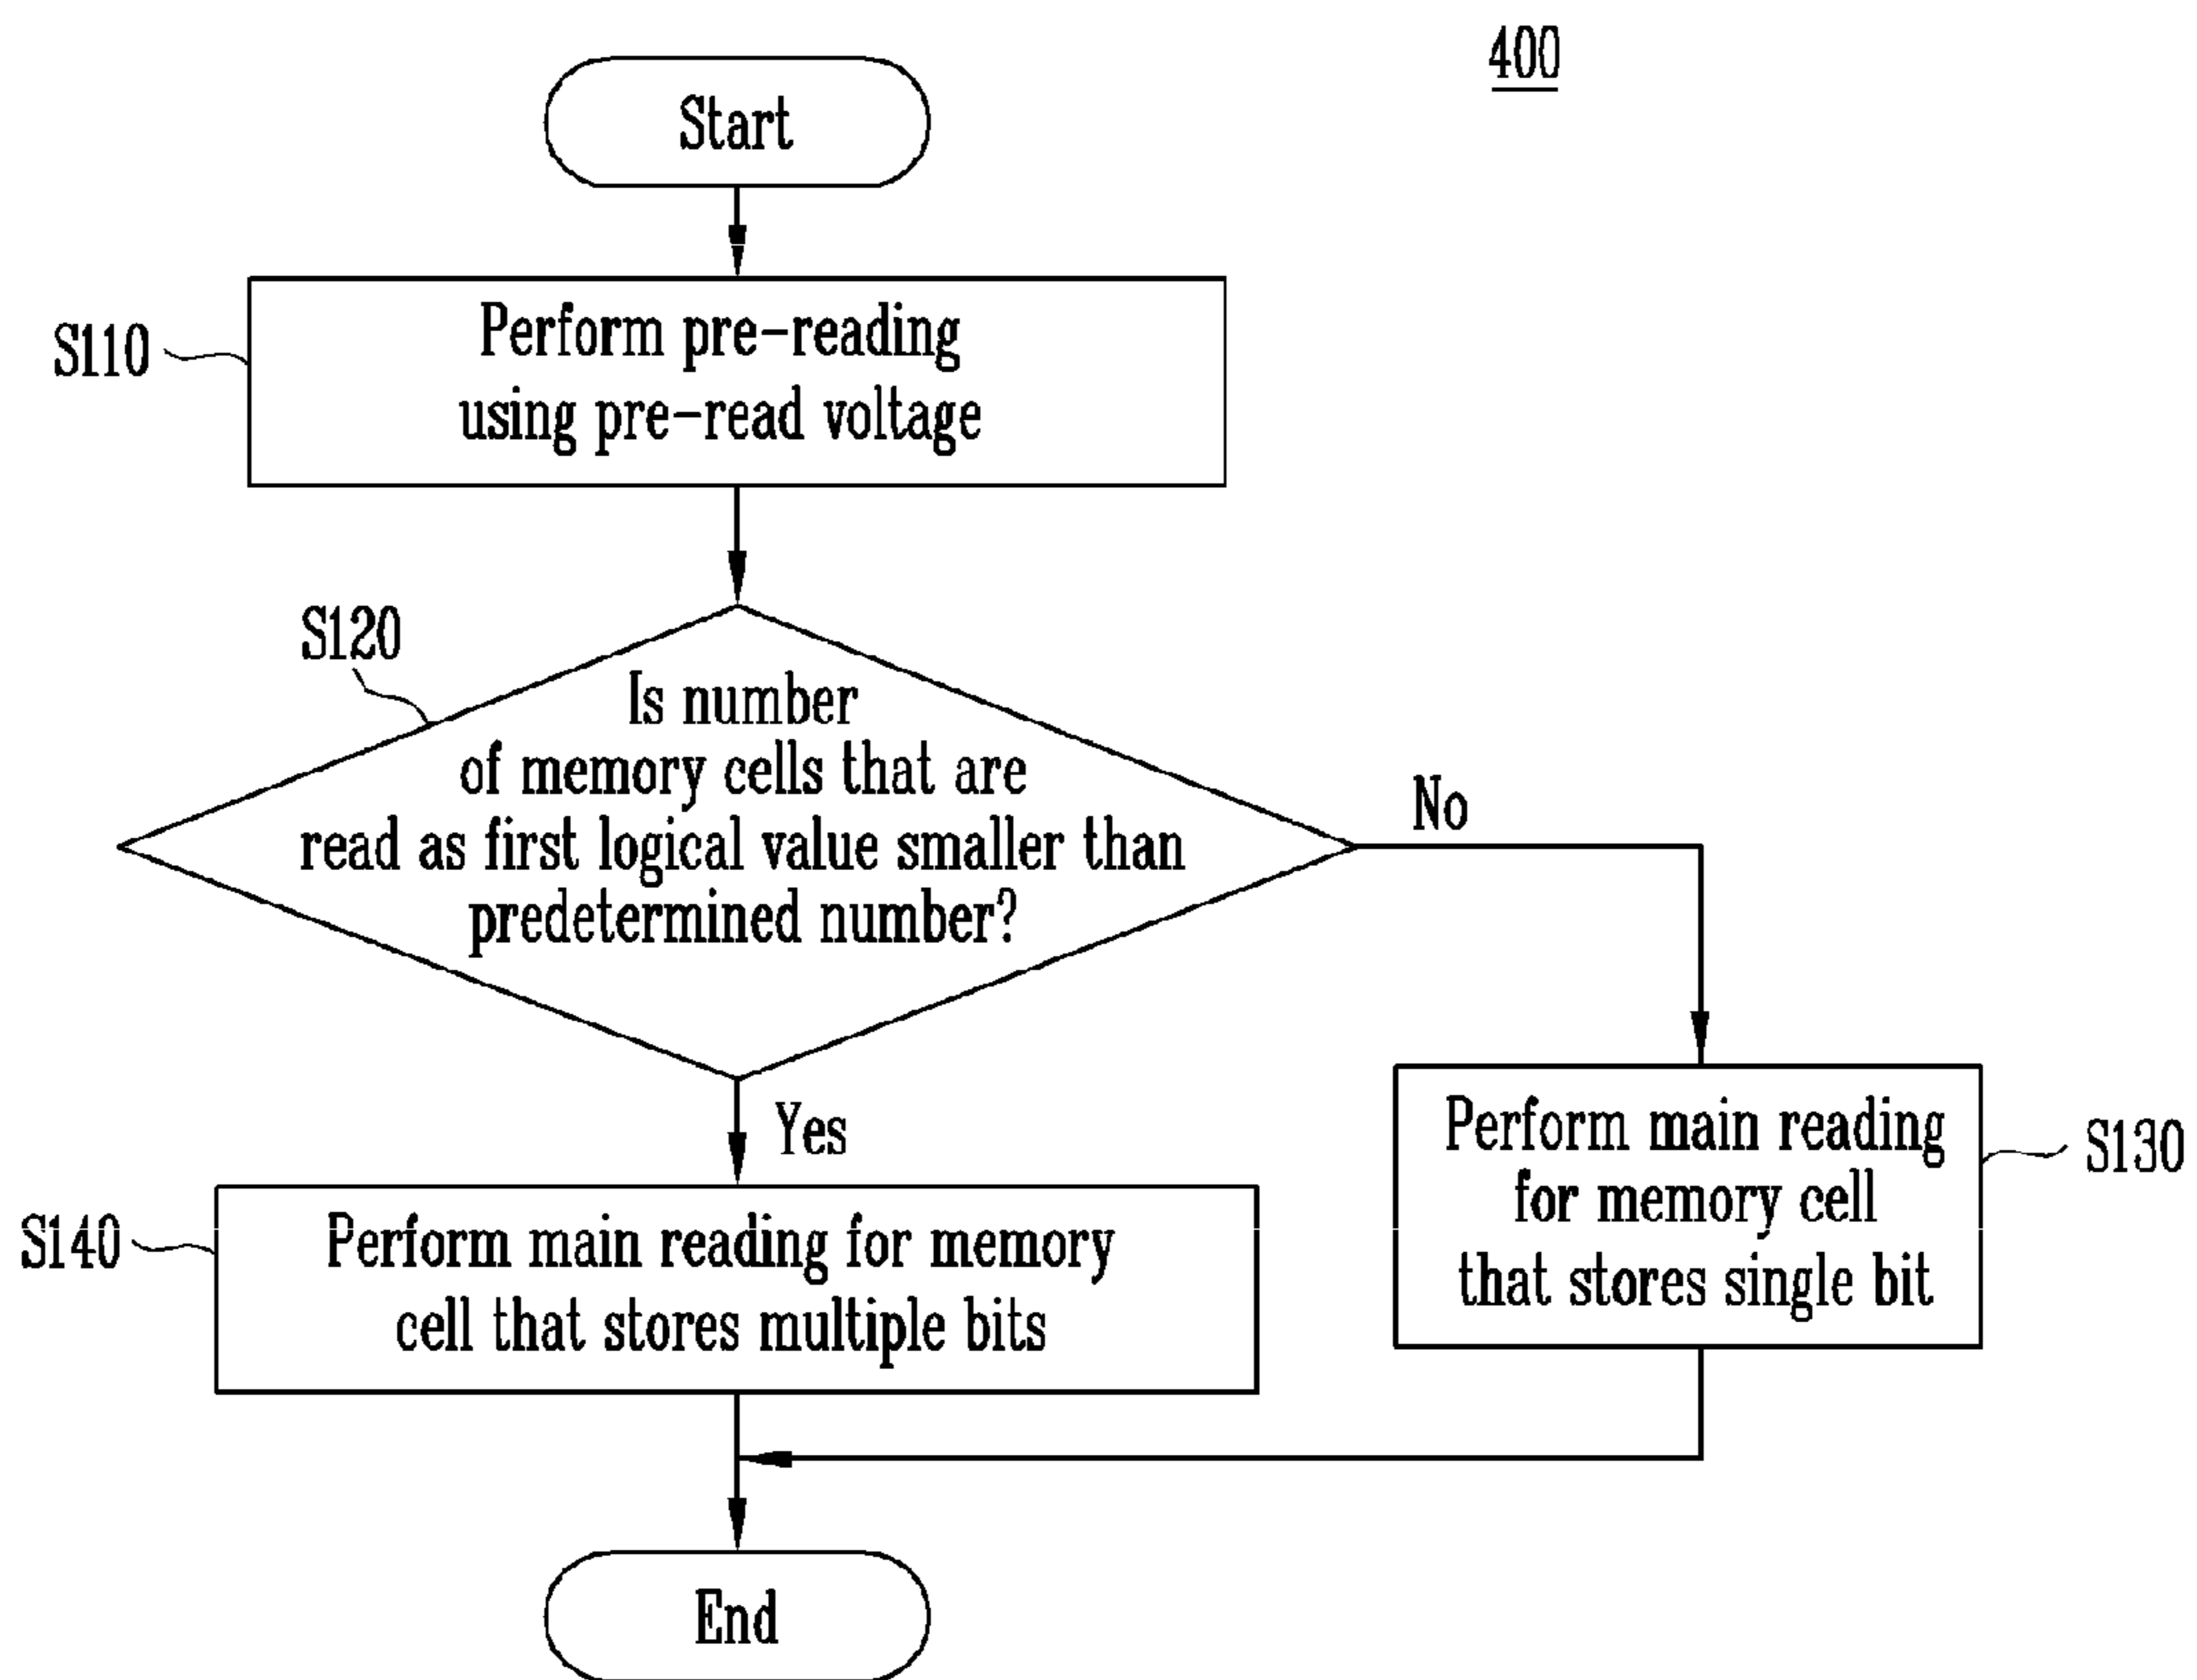 400
Start
S110
Perform pre-reading
using pre-read voltage
S120
Is number
of memory cells that are
read as first logical value smaller than
predetermined number?
No
Yes
Perform main reading
for memory cell
that stores single bit
S130
S140
Perform main reading for memory
cell that stores multiple bits
End